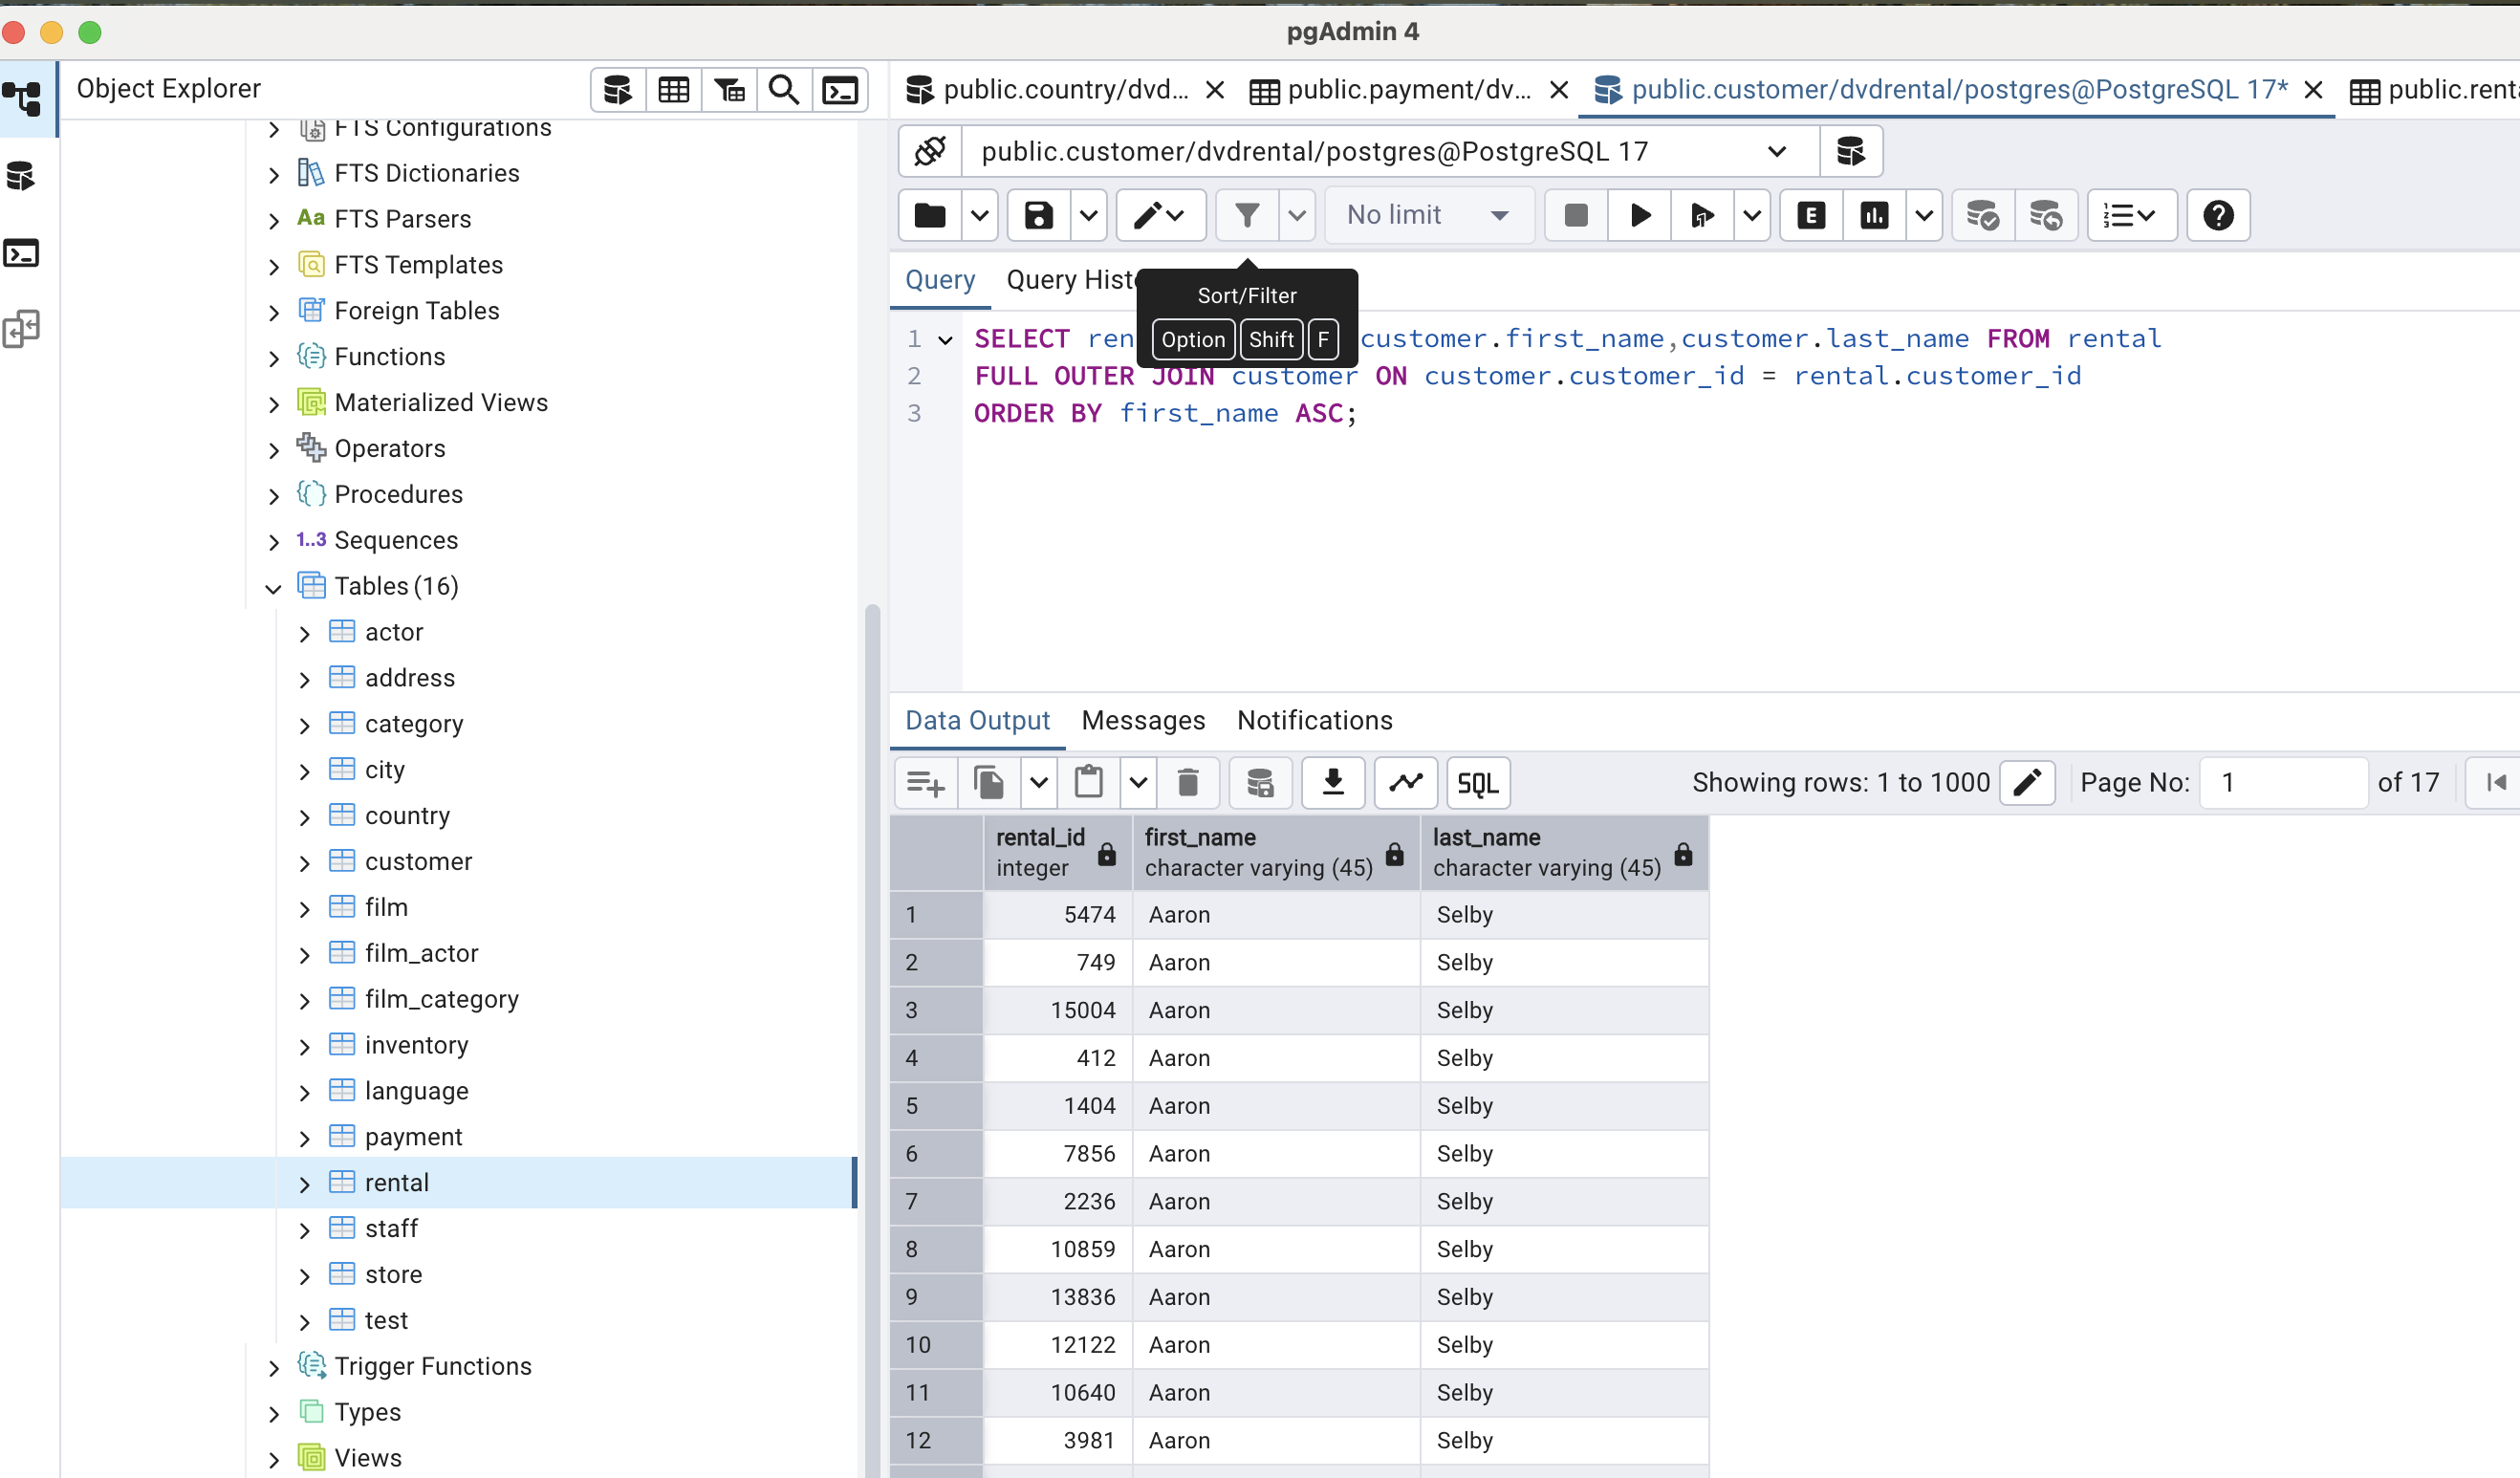 pgAdmin 4
Object Explorer
FTS Configurations
FTS Dictionaries
Aa FTS Parsers
FTS Templates
Foreign Tables
Functions
Materialized Views
Operators
Procedures
1..3 Sequences
Tables (16)
actor
address
category
city
country
customer
film
film_actor
film_category
inventory
language
payment
rental
staff
store
test
Trigger Functions
Types
Views
public.country/dvd... public.payment/dv... public.customer/dvdrental/postgres@PostgreSQL 17*
public.customer/dvdrental/postgres@PostgreSQL 17
No limit E
Query Query
Sort/Filter
Option Shift F
1 SELECT customer.first_name,customer.last_name FROM rental
2 FULL OUTER JOIN customer ON customer.customer_id = rental.customer_id
3 ORDER BY first_name ASC;
Data Output Messages Notifications
SQL Showing rows: 1 to 1000 Page No: 1 of 17
rental_id first_name last_name
integer character varying (45) character varying (45)
1 5474 Aaron Selby
2 749 Aaron Selby
3 15004 Aaron Selby
4 412 Aaron Selby
5 1404 Aaron Selby
6 7856 Aaron Selby
7 2236 Aaron Selby
8 10859 Aaron Selby
9 13836 Aaron Selby
10 12122 Aaron Selby
11 10640 Aaron Selby
12 3981 Aaron Selby